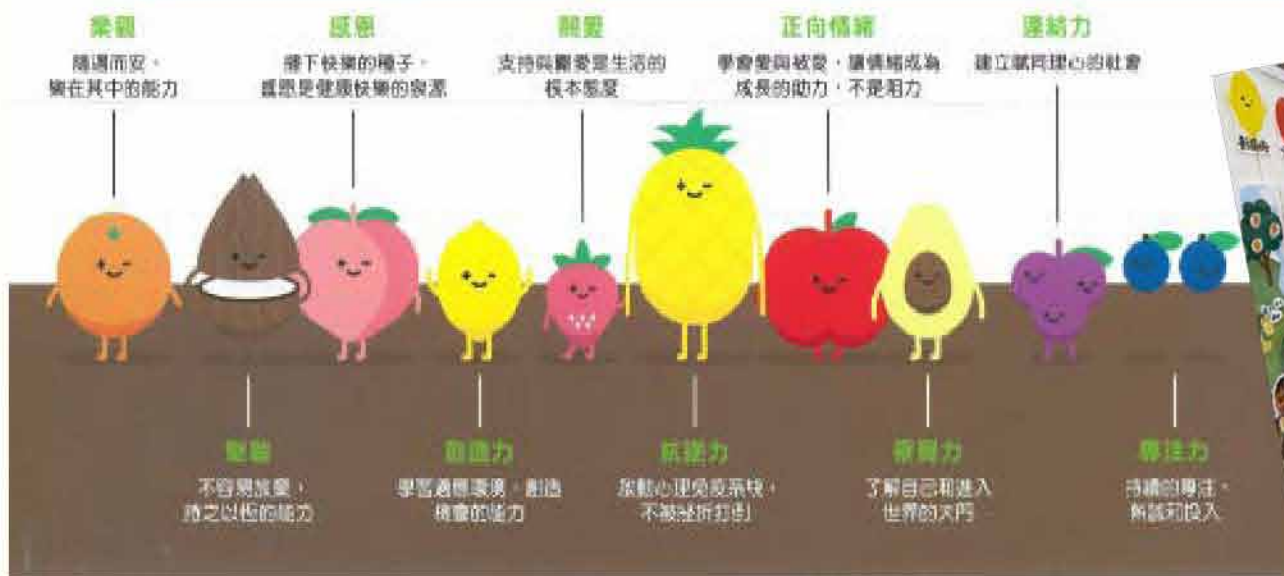 樂觀
隨遇而安，
樂在其中的能力
感恩
播下快樂的種子，
感恩是健康快樂的泉源
熱愛
支持與關愛是生活的
根本態度
正向情緒
學會愛與被愛，讓情緒成為
成長的助力，不是阻力
連結力
建立賦同理心的社會
堅毅
不容易放棄，
持之以恆的能力
創造力
學習適應環境，創造
機會的能力
抗逆力
啟動心理免疫系統，
不被挫折打倒
了解自己和進入
世界的大門
專注力
持續的專注，
和投入